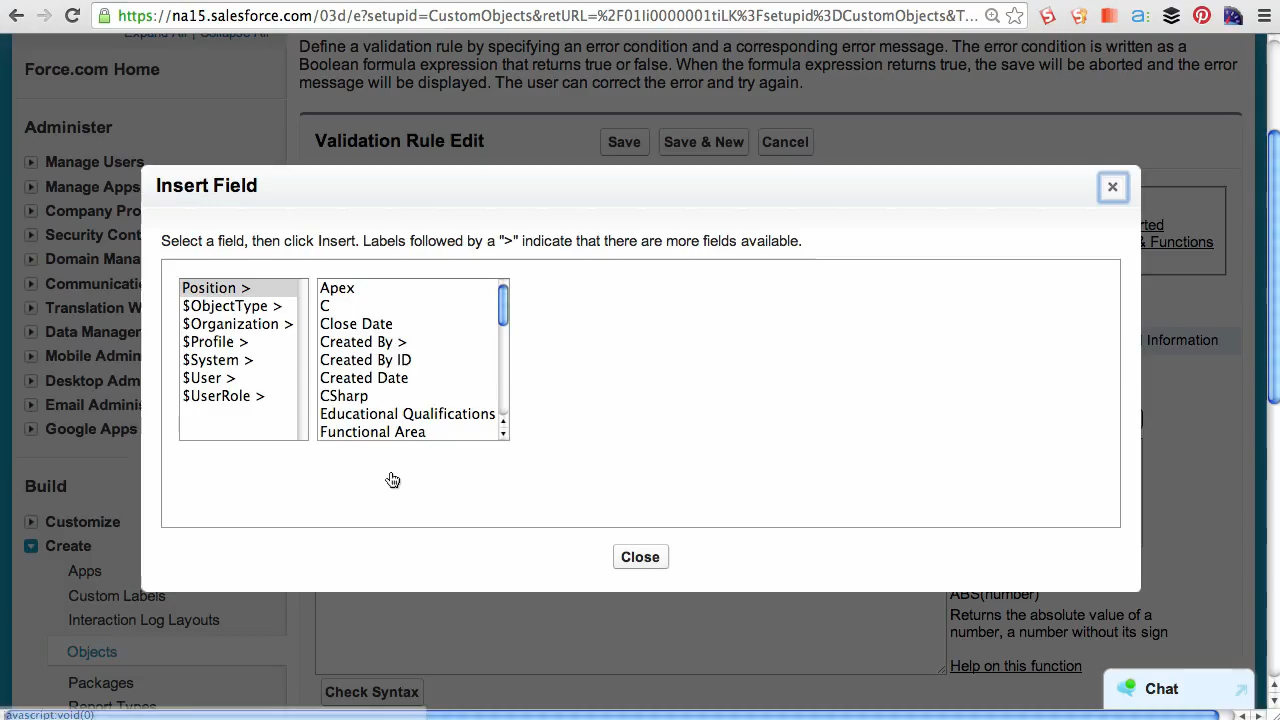 https://na15.salesforce.com/03d/e?setupid=CustomObjects&retURL=%2F01Ii0000001tiLK%3Fsetupid%3DCustomObjects&T...
Expand All | Collapse All
Force.com Home
Define a validation rule by specifying an error condition and a corresponding error message. The error condition is written as a
Boolean formula expression that returns true or false. When the formula expression returns true, the save will be aborted and the error
message will be displayed. The user can correct the error and try again.
Administer
Manage Users
Manage Apps
Company Pro
Security Cont
Domain Mana
Communicati
Translation W
Data Manager
Mobile Admin
Desktop Adm
Email Adminis
Google Apps
Build
Customize
Create
Apps
Custom Labels
Interaction Log Layouts
Objects
Packages
Report Types
javascript:void(0)
Validation Rule Edit
Save
Save & New
Cancel
rted
& Functions
Information
Insert Field
Select a field, then click Insert. Labels followed by a ">" indicate that there are more fields available.
Position >
$ObjectType >
$Organization >
$Profile >
$System >
$User >
$UserRole >
Apex
C
Close Date
Created By >
Created By ID
Created Date
CSharp
Educational Qualifications
Functional Area
Close
ABS(number)
Returns the absolute value of a
number, a number without its sign
Help on this function
Check Syntax
Chat